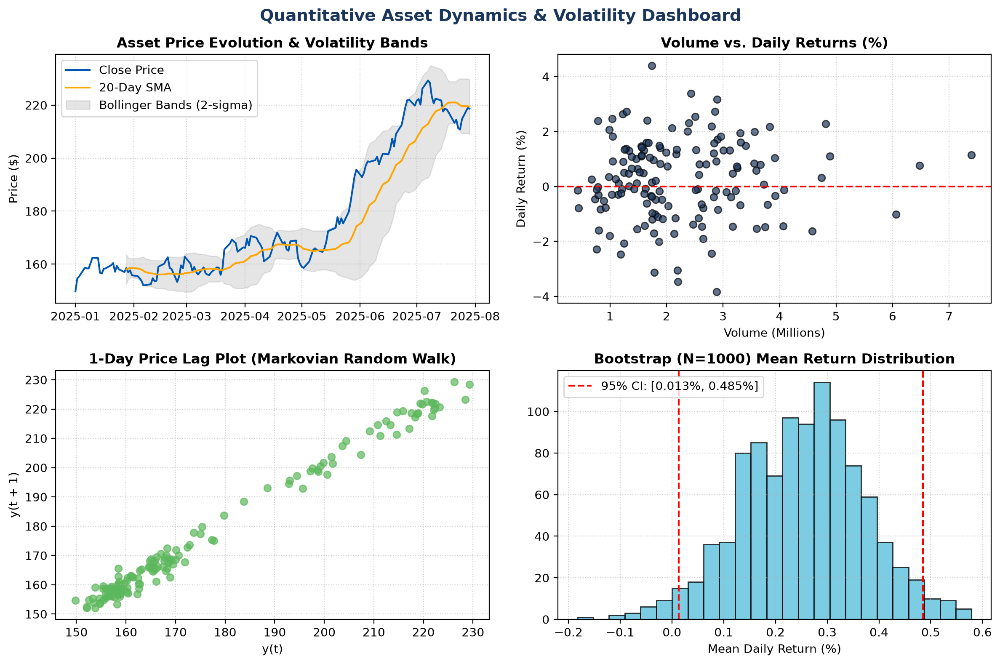 Quantitative Asset Dynamics & Volatility Dashboard
Asset Price Evolution & Volatility Bands
Close Price
20-Day SMA
Bollinger Bands (2-sigma)
Price ($)
220
200
180
160
2025-01 2025-02 2025-03 2025-04 2025-05 2025-06 2025-07 2025-08
Volume vs. Daily Returns (%)
Daily Return (%)
4
2
0
−2
−4
1 2 3 4 5 6 7
Volume (Millions)
1-Day Price Lag Plot (Markovian Random Walk)
y(t + 1)
230
220
210
200
190
180
170
160
150
150 160 170 180 190 200 210 220 230
y(t)
Bootstrap (N=1000) Mean Return Distribution
95% CI: [0.013%, 0.485%]
100
80
60
40
20
0
−0.2 −0.1 0.0 0.1 0.2 0.3 0.4 0.5 0.6
Mean Daily Return (%)